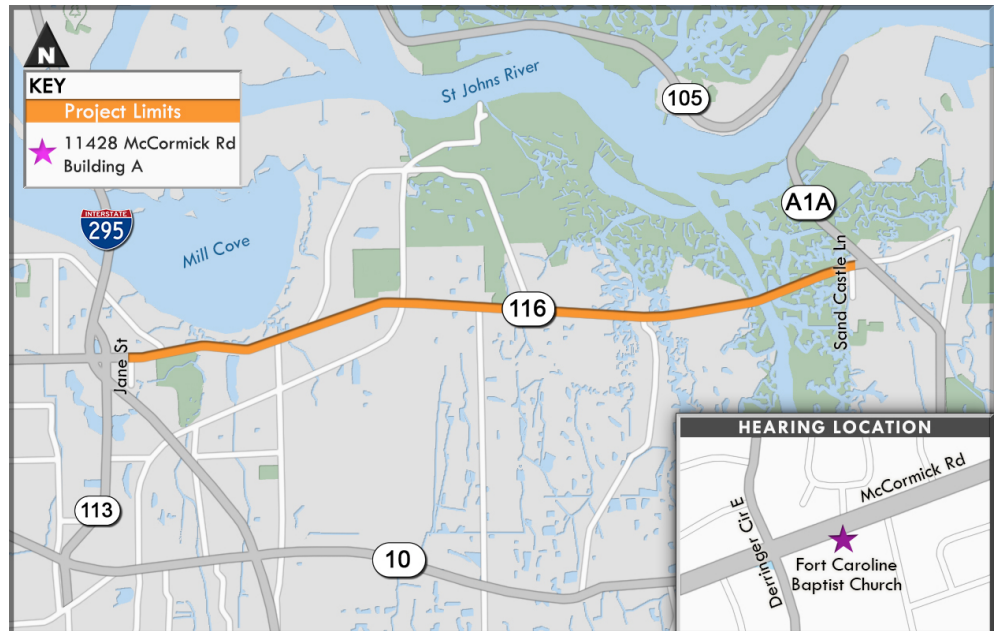 N
KEY
Project Limits
11428 McCormick Rd
Building A
St Johns River
105
INTERSTATE
295
Mill Cove
A1A
Sand Castle Ln
116
Jane St
113
10
HEARING LOCATION
McCormick Rd
Derringer Cir E
Fort Caroline
Baptist Church